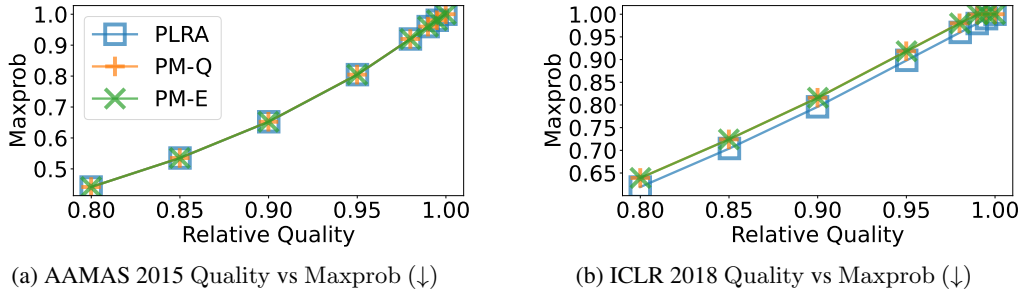 Maxprob
1.0
0.9
0.8
0.7
0.6
0.5
PLRA
PM-Q
PM-E
0.80 0.85 0.90 0.95 1.00
Relative Quality
(a) AAMAS 2015 Quality vs Maxprob (↓)
Maxprob
1.00
0.95
0.90
0.85
0.80
0.75
0.70
0.65
0.80 0.85 0.90 0.95 1.00
Relative Quality
(b) ICLR 2018 Quality vs Maxprob (↓)